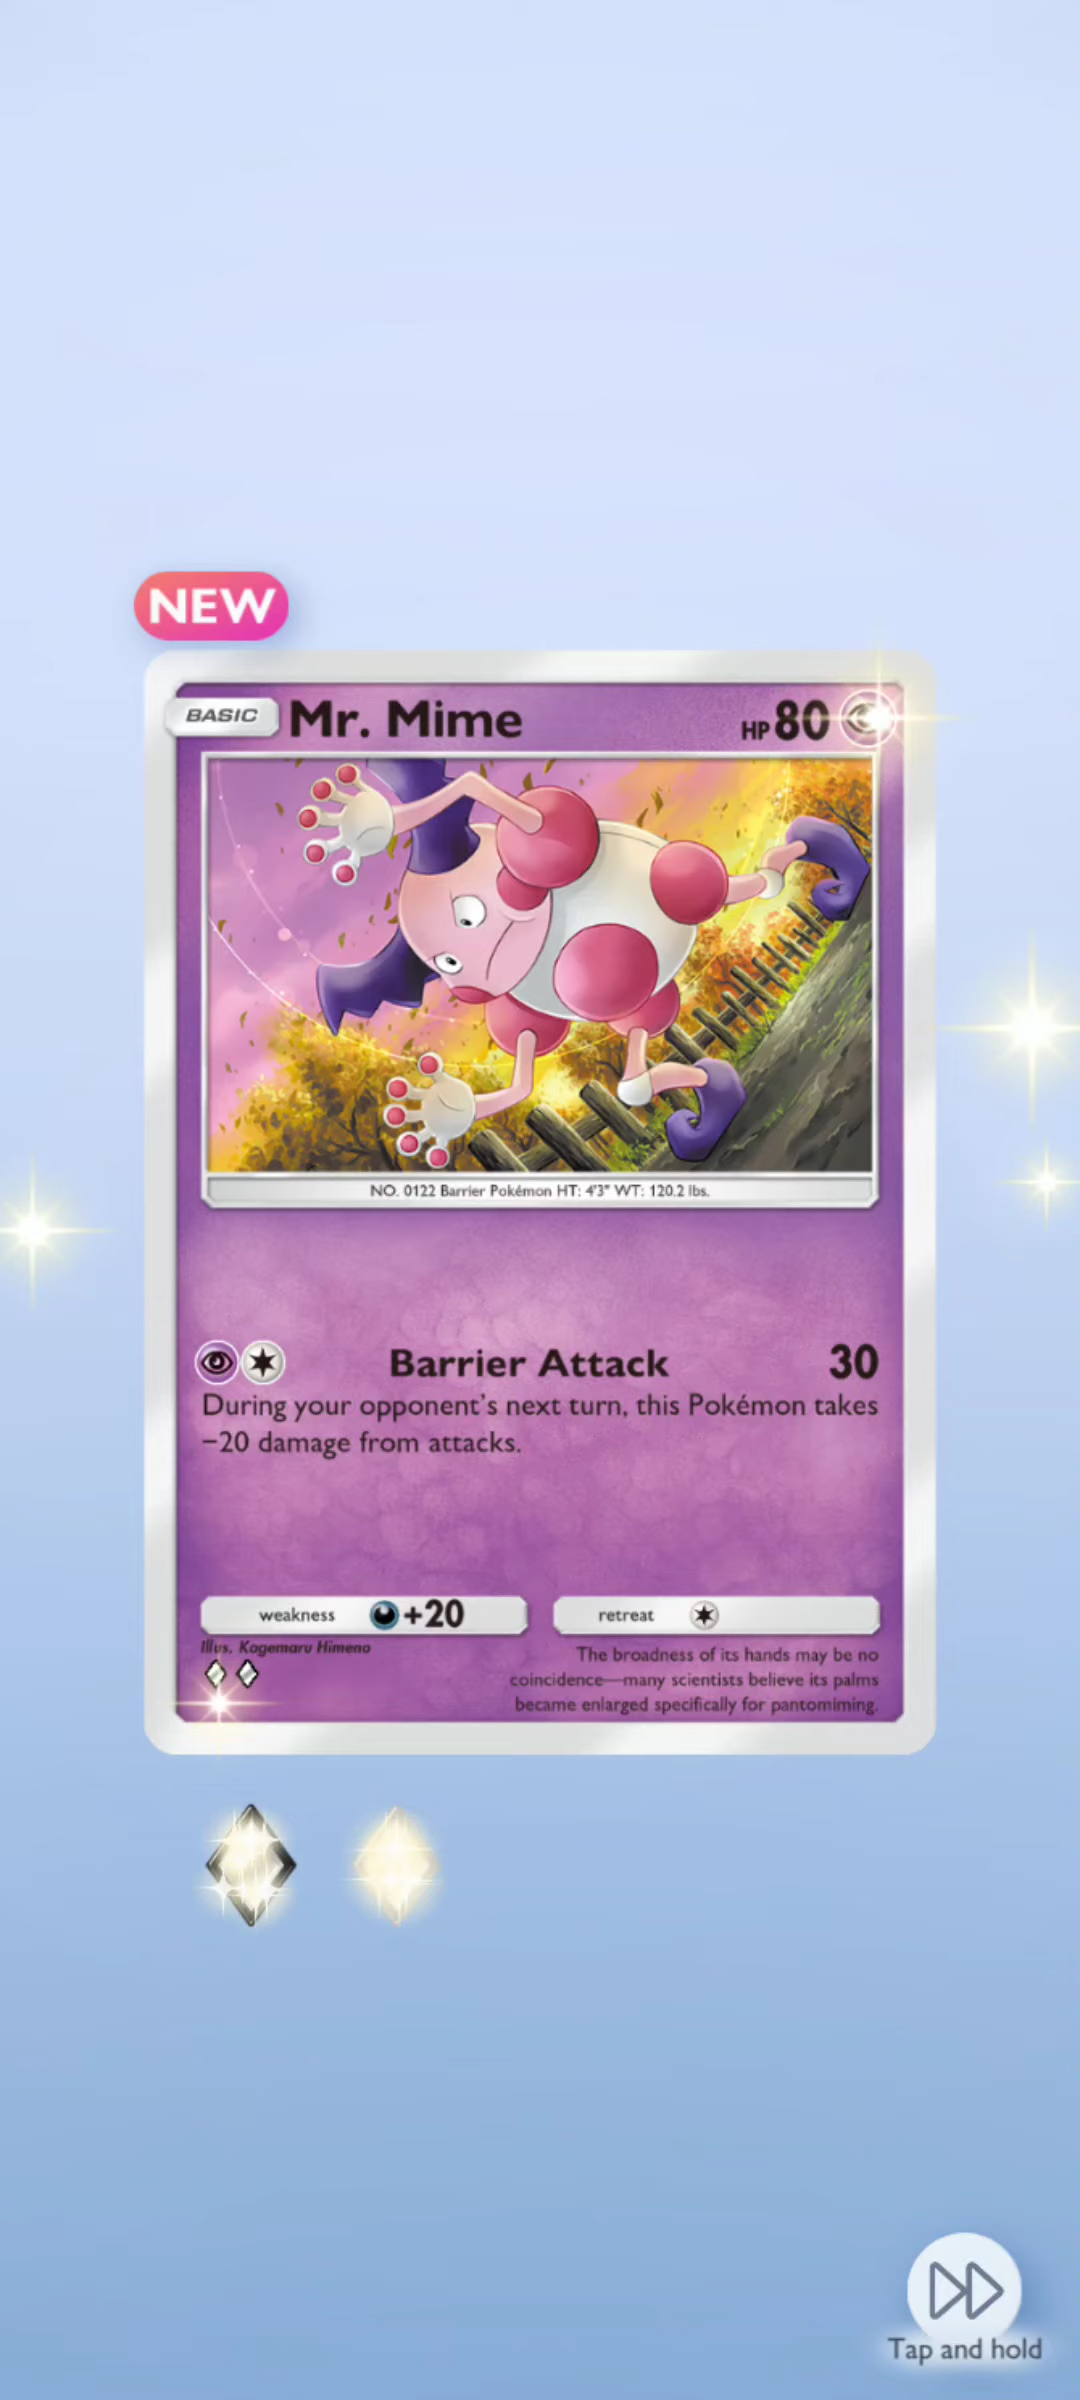 NEW
BASIC Mr. Mime HP 80
NO. 0122 Barrier Pokémon HT: 4'3" WT: 120.2 lbs.
Barrier Attack 30
During your opponent's next turn, this Pokémon takes
−20 damage from attacks.
weakness +20 retreat
Illus. Kagemaru Himeno
The broadness of its hands may be no
coincidence—many scientists believe its palms
became enlarged specifically for pantomiming.
Tap and hold